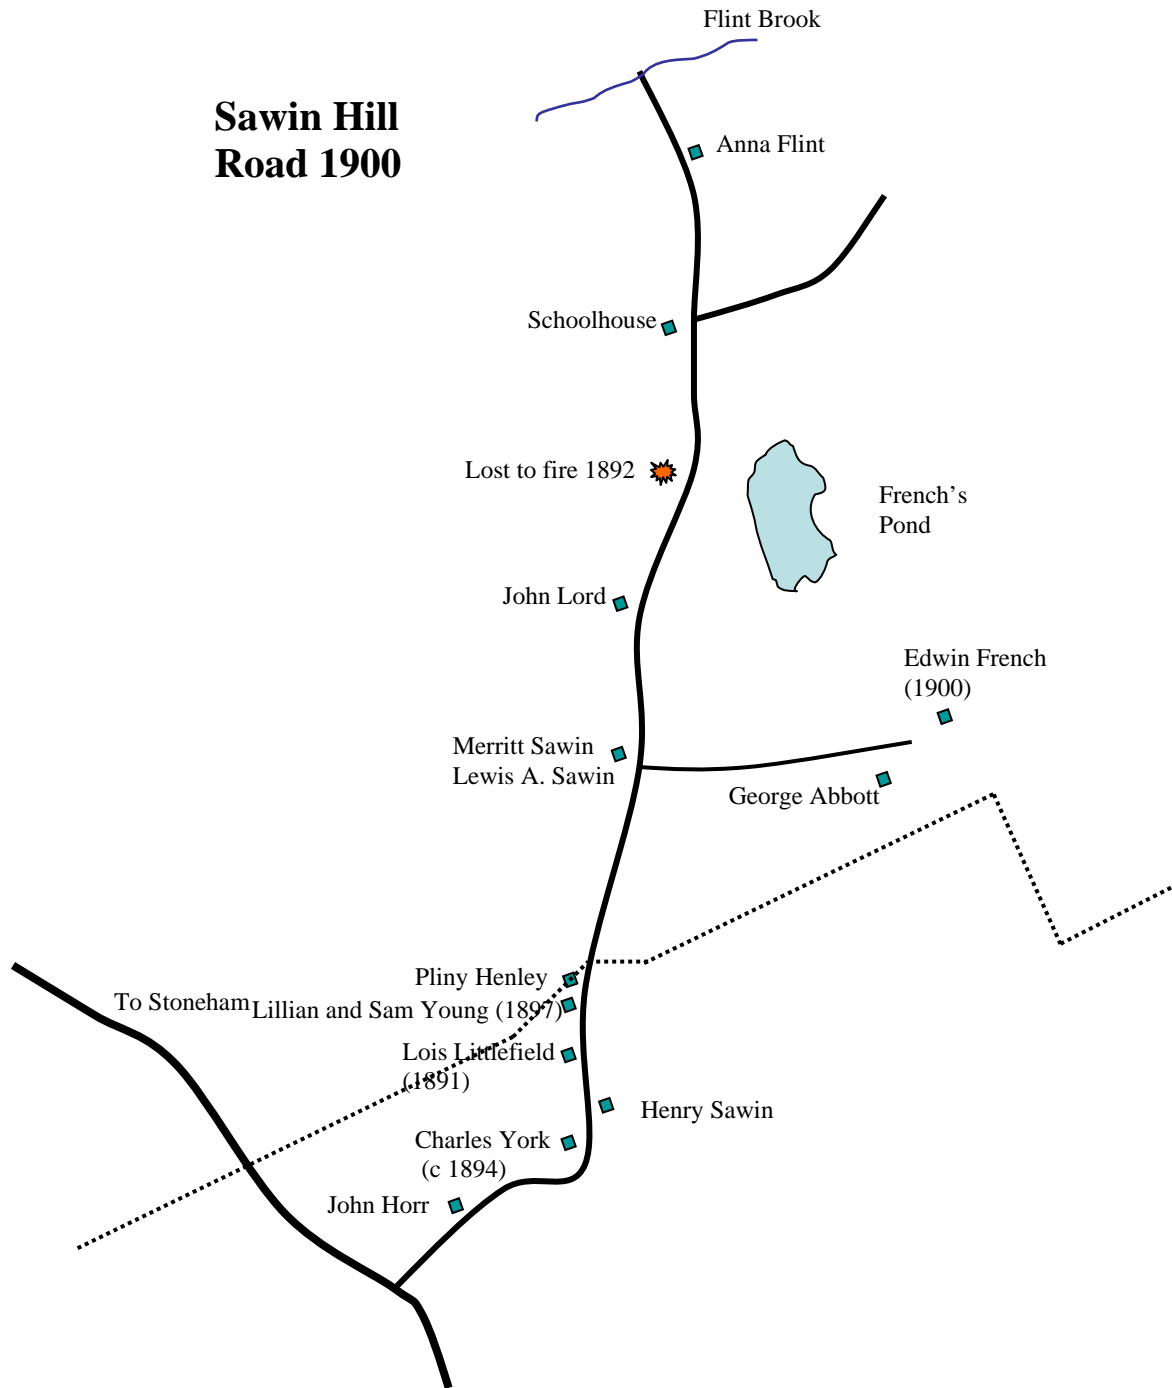 Flint Brook
Sawin Hill
Road 1900
Anna Flint
Schoolhouse
Lost to fire 1892
French's
Pond
John Lord
Edwin French
(1900)
Merritt Sawin
Lewis A. Sawin
George Abbott
Pliny Henley
To Stoneham
Lillian and Sam Young (1897)
Lois Littlefield
(1891)
Henry Sawin
Charles York
(c 1894)
John Horr